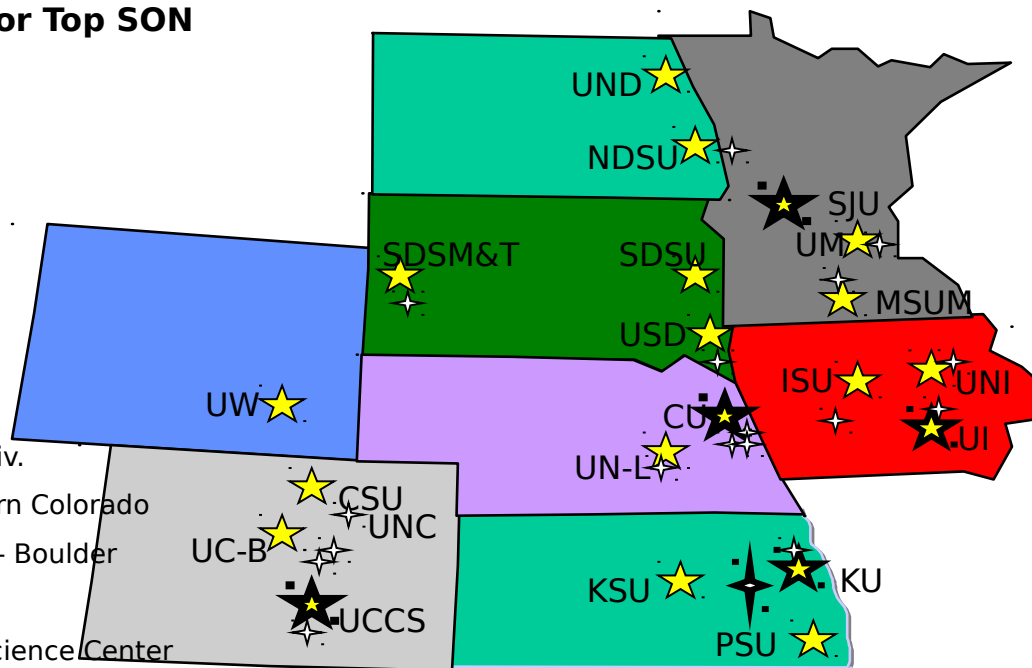 or Top SON
UND
NDSU
SJU
UM
SDSM&T
SDSU
MSUM
USD
ISU
UNI
UW
CU
UI
iv.
UN-L
CSU
rn Colorado
UNC
UC-B
- Boulder
KSU
KU
UCCS
PSU
cience Center